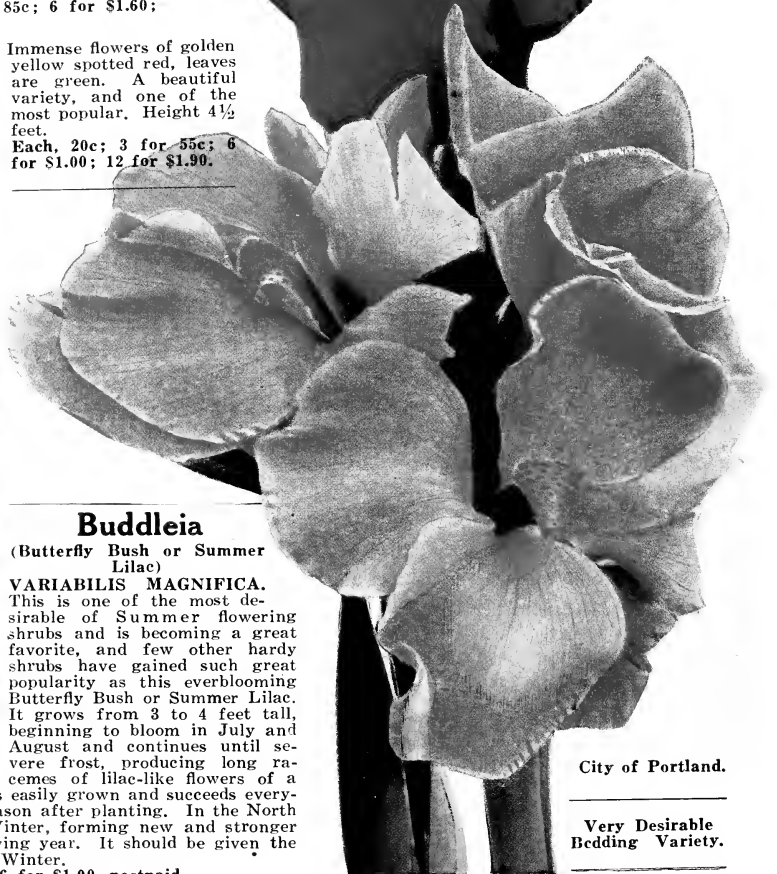 85c; 6 for $1.60;
Immense flowers of golden
yellow spotted red, leaves
are green. A beautiful
variety, and one of the
most popular. Height 4½
feet.
Each, 20c; 3 for 55c; 6
for $1.00; 12 for $1.90.
Buddleia
(Butterfly Bush or Summer
Lilac)
VARIABILIS MAGNIFICA.
This is one of the most de-
sirable of Summer flowering
shrubs and is becoming a great
favorite, and few other hardy
shrubs have gained such great
popularity as this everblooming
Butterfly Bush or Summer Lilac.
It grows from 3 to 4 feet tall,
beginning to bloom in July and
August and continues until se-
vere frost, producing long ra-
cemes of lilac-like flowers of a
easily grown and succeeds every-
son after planting. In the North
inter, forming new and stronger
ing year. It should be given the
Winter.
6 for $1.00, postpaid
City of Portland.
Very Desirable
Bedding Variety.